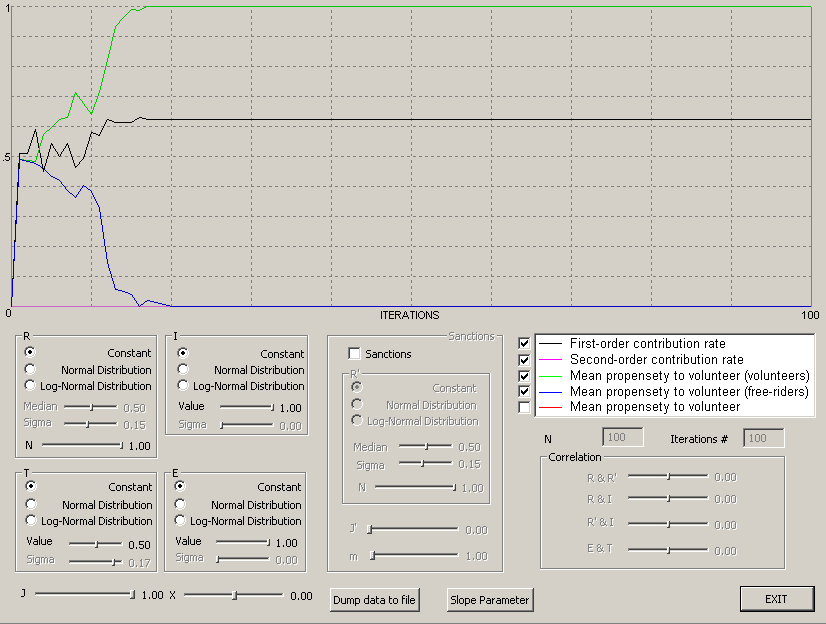 1
.5
0
ITERATIONS
100
R
Constant
Normal Distribution
Log-Normal Distribution
Median 0.50
Sigma 0.15
N 1.00
I
Constant
Normal Distribution
Log-Normal Distribution
Value 1.00
Sigma 0.00
T
Constant
Normal Distribution
Log-Normal Distribution
Value 0.50
Sigma 0.17
E
Constant
Normal Distribution
Log-Normal Distribution
Value 1.00
Sigma 0.00
J 1.00 X 0.00
Sanctions
Sanctions
R'
Constant
Normal Distribution
Log-Normal Distribution
Median 0.50
Sigma 0.15
N 1.00
J' 0.00
m 1.00
Dump data to file
Slope Parameter
First-order contribution rate
Second-order contribution rate
Mean propensety to volunteer (volunteers)
Mean propensety to volunteer (free-riders)
Mean propensety to volunteer
N 100 Iterations # 100
Correlation
R & R' 0.00
R & I 0.00
R' & I 0.00
E & T 0.00
EXIT